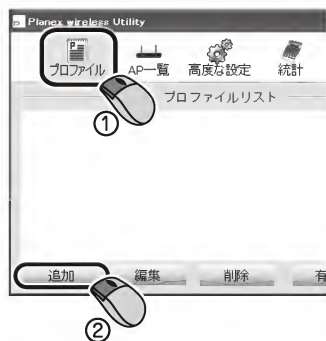 Planex wireless Utility
プロファイル AP一覧 高度な設定 統計
①
プロファイルリスト
追加 編集 削除 有
②